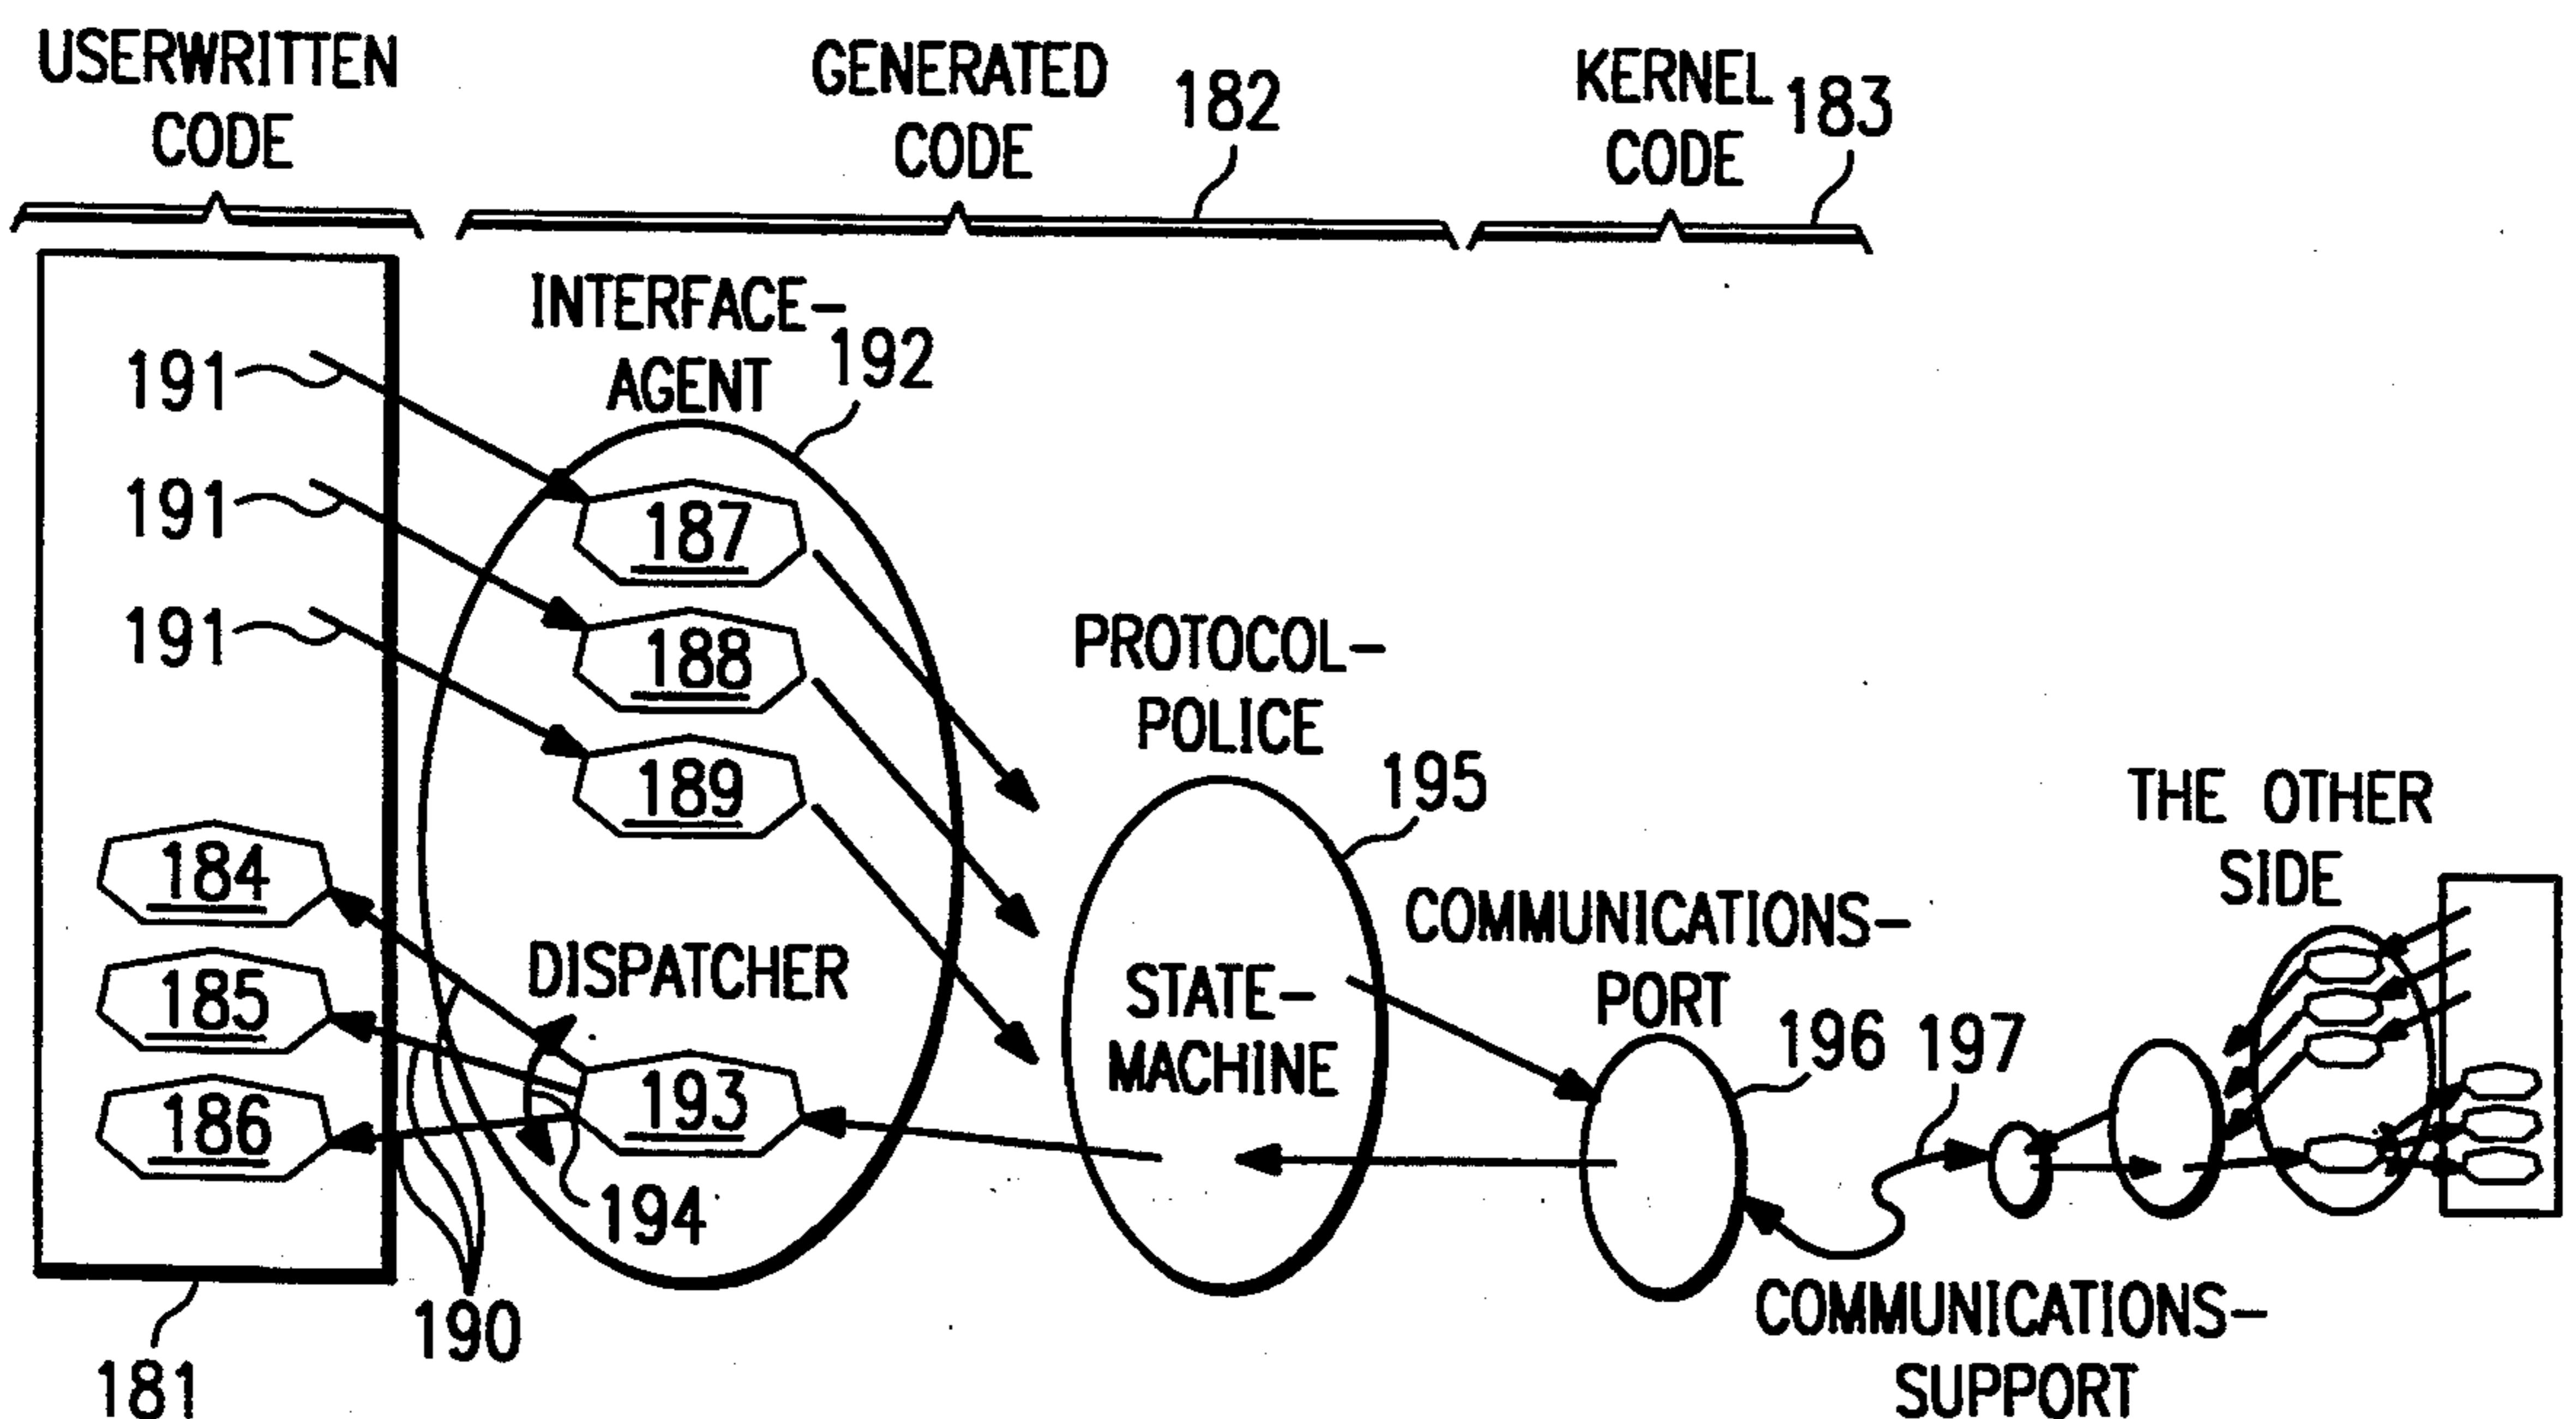 USERWRITTEN
CODE
GENERATED
CODE
182
KERNEL
CODE
183
INTERFACE-
AGENT
192
191
191
191
187
188
189
184
185
186
DISPATCHER
193
194
190
181
PROTOCOL-
POLICE
195
STATE-
MACHINE
COMMUNICATIONS-
PORT
196
197
THE OTHER
SIDE
COMMUNICATIONS-
SUPPORT